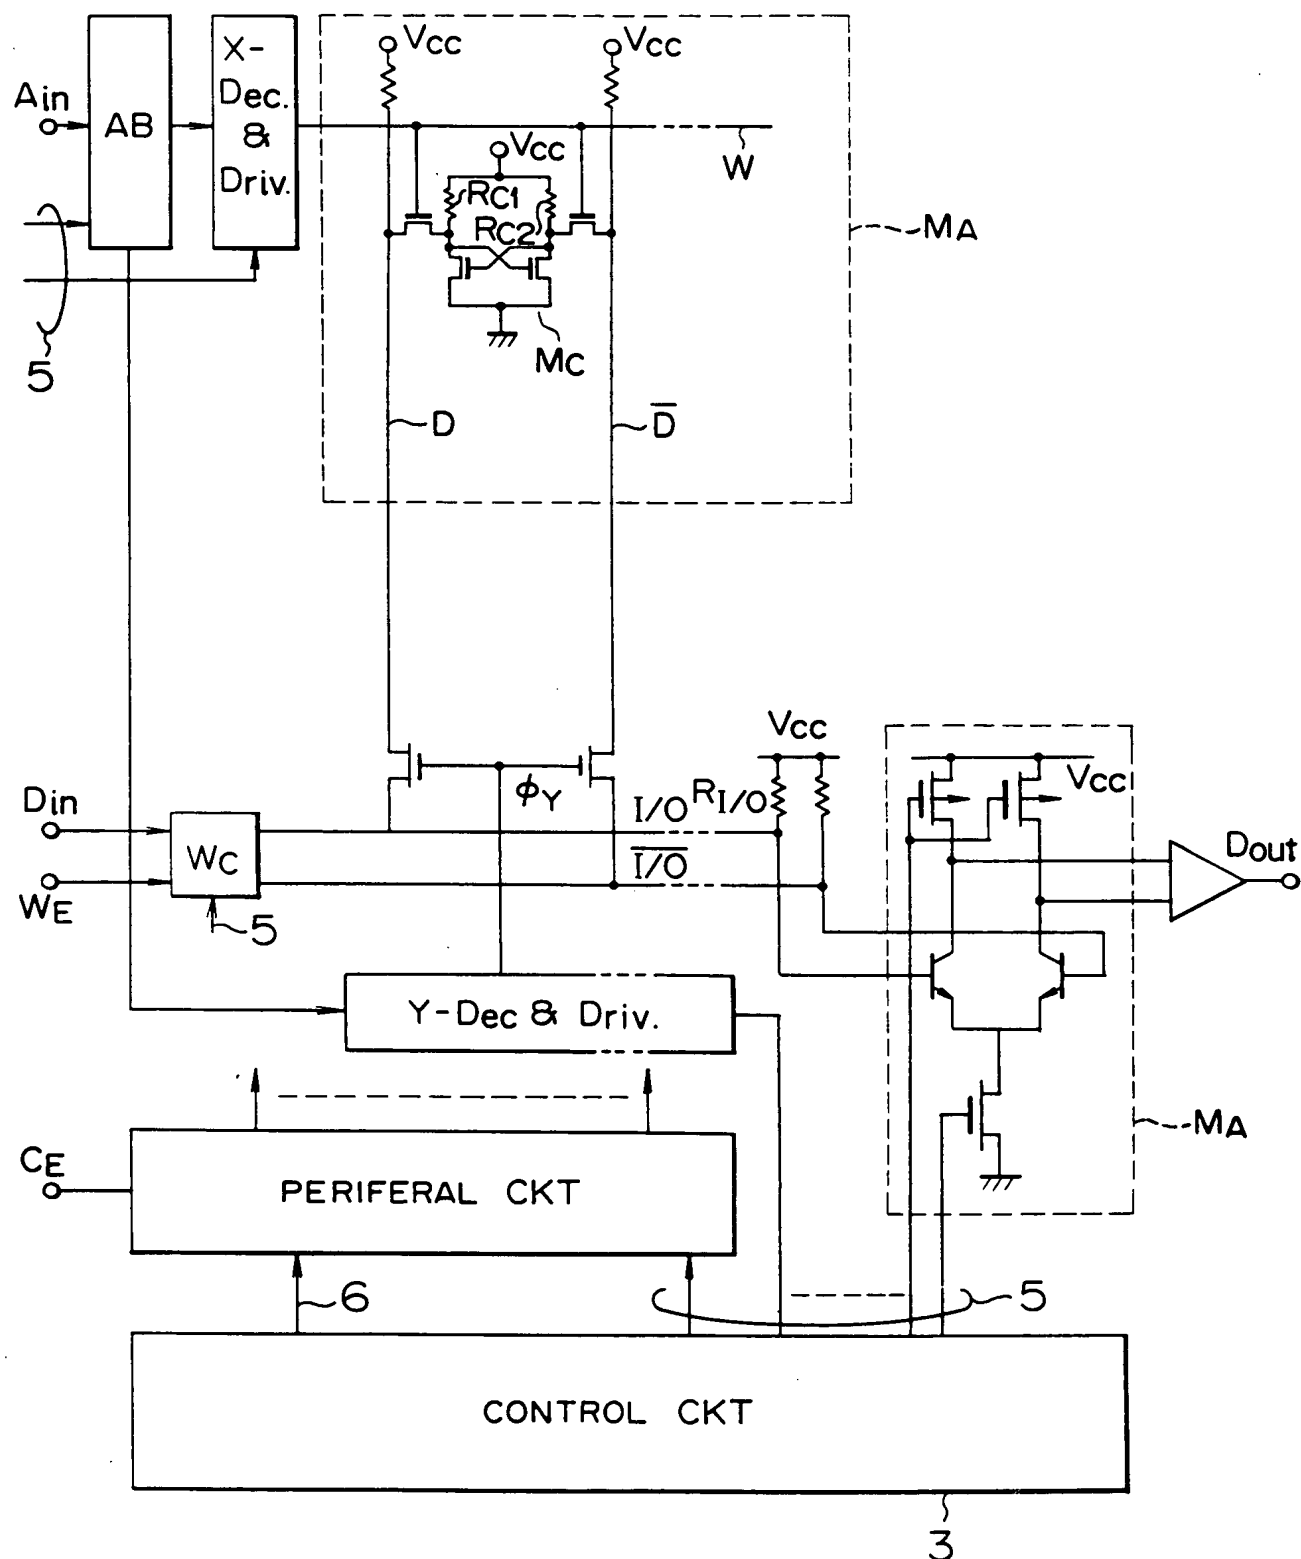 Ain
AB
X-
Dec.
&
Driv.
5
Vcc
Vcc
Vcc
RC1
RC2
W
MA
MC
D
D̅
Din
WE
WC
5
ϕY
I/O
I̅/̅O̅
RI/O
Vcc
Vcc
Dout
Y-Dec & Driv.
MA
CE
PERIFERAL CKT
6
5
CONTROL CKT
3